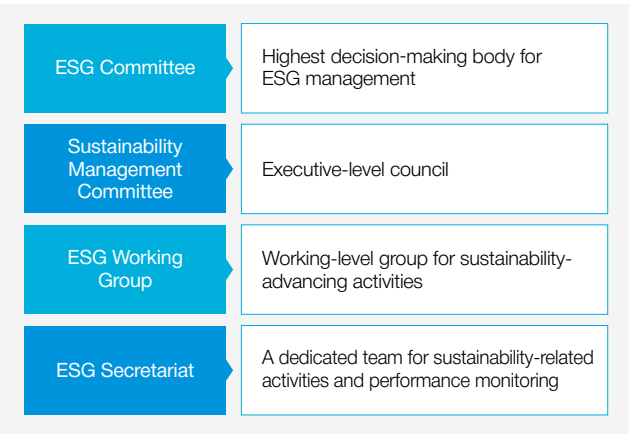 ESG Committee
Highest decision-making body for
ESG management
Sustainability
Management
Committee
Executive-level council
ESG Working
Group
Working-level group for sustainability-
advancing activities
ESG Secretariat
A dedicated team for sustainability-related
activities and performance monitoring